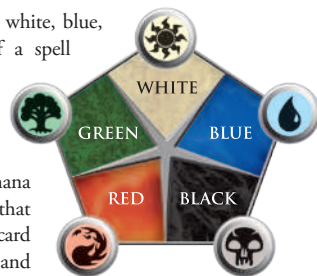 white, blue,
f a spell
WHITE
GREEN
BLUE
RED
BLACK
nana
that
card
and